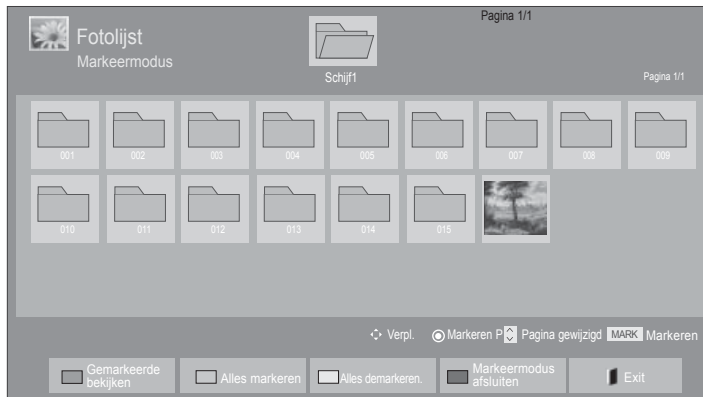 Pagina 1/1
Fotolijst
Markeermodus
Schijf1
Pagina 1/1
001 002 003 004 005 006 007 008 009
010 011 012 013 014 015
Verpl. Markeren P Pagina gewijzigd MARK Markeren
Gemarkeerde bekijken
Alles markeren
Alles demarkeren.
Markeermodus afsluiten
Exit